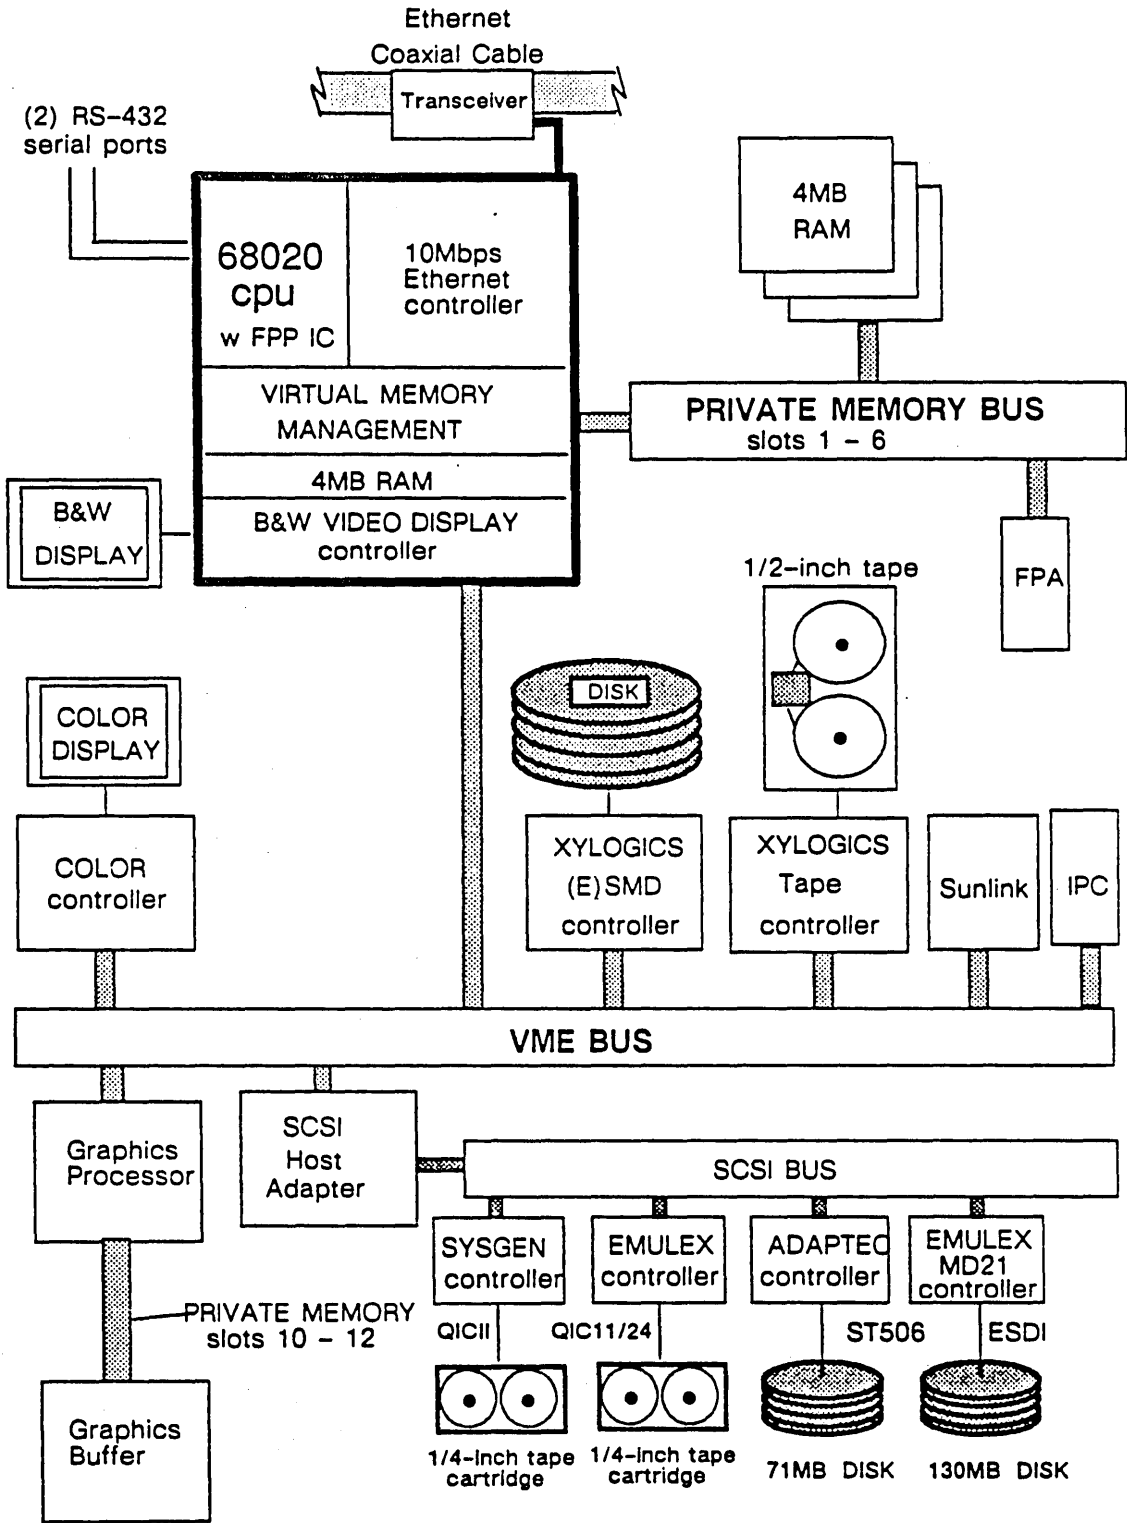 Ethernet
Coaxial Cable
Transceiver
(2) RS-432
serial ports
4MB
RAM
68020
cpu
w FPP IC
10Mbps
Ethernet
controller
VIRTUAL MEMORY
MANAGEMENT
4MB RAM
B&W VIDEO DISPLAY
controller
PRIVATE MEMORY BUS
slots 1 - 6
B&W
DISPLAY
FPA
1/2-inch tape
DISK
COLOR
DISPLAY
COLOR
controller
XYLOGICS
(E)SMD
controller
XYLOGICS
Tape
controller
Sunlink
IPC
VME BUS
Graphics
Processor
SCSI
Host
Adapter
SCSI BUS
SYSGEN
controller
EMULEX
controller
ADAPTEC
controller
EMULEX
MD21
controller
PRIVATE MEMORY
slots 10 - 12
QICII
QIC11/24
ST506
ESDI
Graphics
Buffer
1/4-inch tape
cartridge
1/4-inch tape
cartridge
71MB DISK
130MB DISK